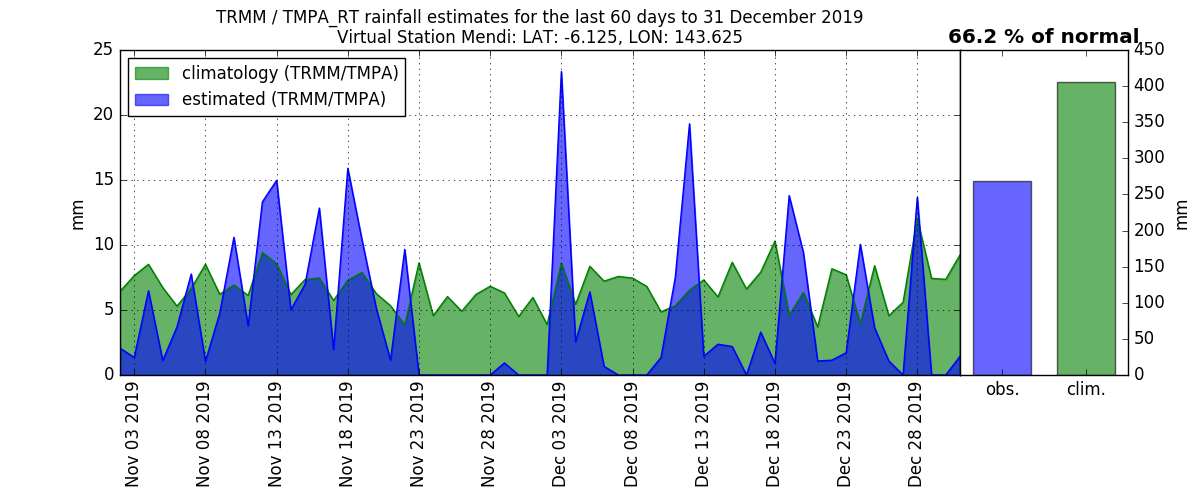 TRMM / TMPA_RT rainfall estimates for the last 60 days to 31 December 2019
Virtual Station Mendi: LAT: -6.125, LON: 143.625
66.2 % of normal
climatology (TRMM/TMPA)
estimated (TRMM/TMPA)
mm
25
20
15
10
5
0
Nov 03 2019
Nov 08 2019
Nov 13 2019
Nov 18 2019
Nov 23 2019
Nov 28 2019
Dec 03 2019
Dec 08 2019
Dec 13 2019
Dec 18 2019
Dec 23 2019
Dec 28 2019
obs.
clim.
450
400
350
300
250
200
150
100
50
0
mm